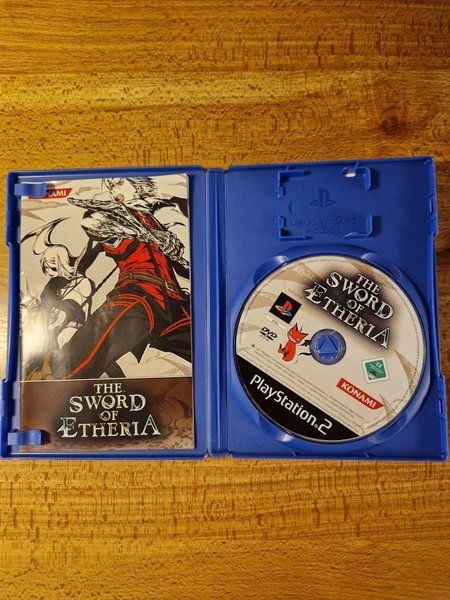 KONAMI
THE
SWORD
OF
ETHERIA
MEMORY CARD
HOLDER
THE
SWORD
OF
ETHERIA
DVD
KONAMI
PlayStation.2